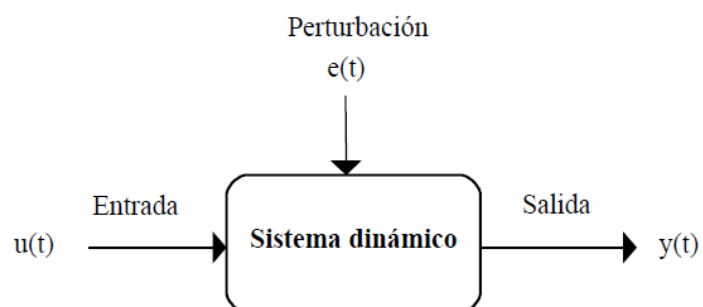 Perturbación
e(t)
Entrada
Salida
u(t)
Sistema dinámico
y(t)